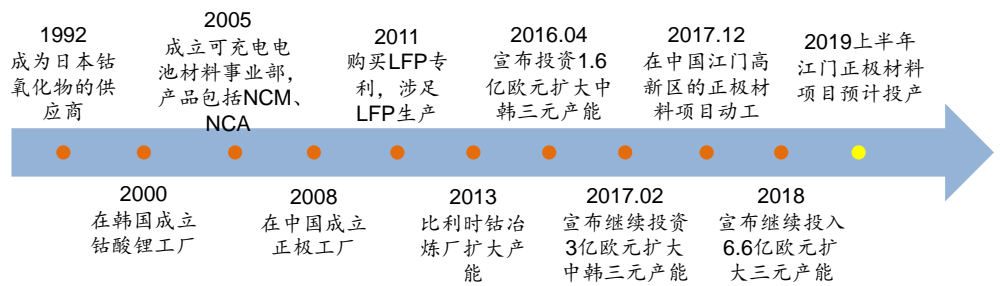 1992
成为日本钴
氧化物的供
应商
2005
成立可充电电
池材料事业部，
产品包括NCM、
NCA
2011
购买LFP专
利，涉足
LFP生产
2016.04
宣布投资1.6
亿欧元扩大中
韩三元产能
2017.12
在中国江门高
新区的正极材
料项目动工
2019上半年
江门正极材料
项目预计投产
2000
在韩国成立
钴酸锂工厂
2008
在中国成立
正极工厂
2013
比利时钴冶
炼厂扩大产
能
2017.02
宣布继续投资
3亿欧元扩大
中韩三元产能
2018
宣布继续投入
6.6亿欧元扩
大三元产能